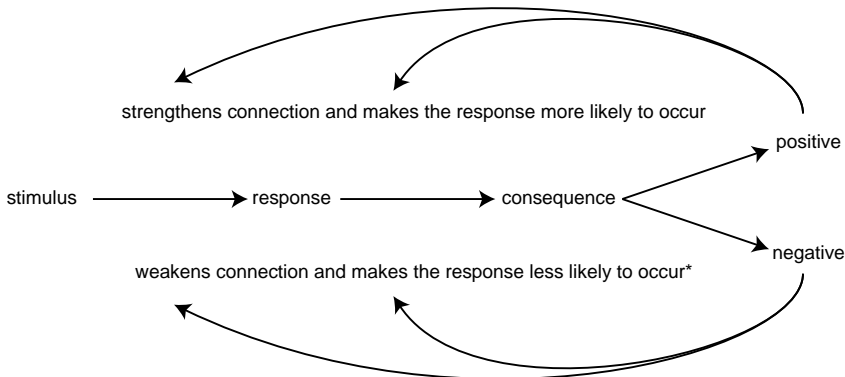 strengthens connection and makes the response more likely to occur
positive
stimulus response consequence
negative
weakens connection and makes the response less likely to occur*